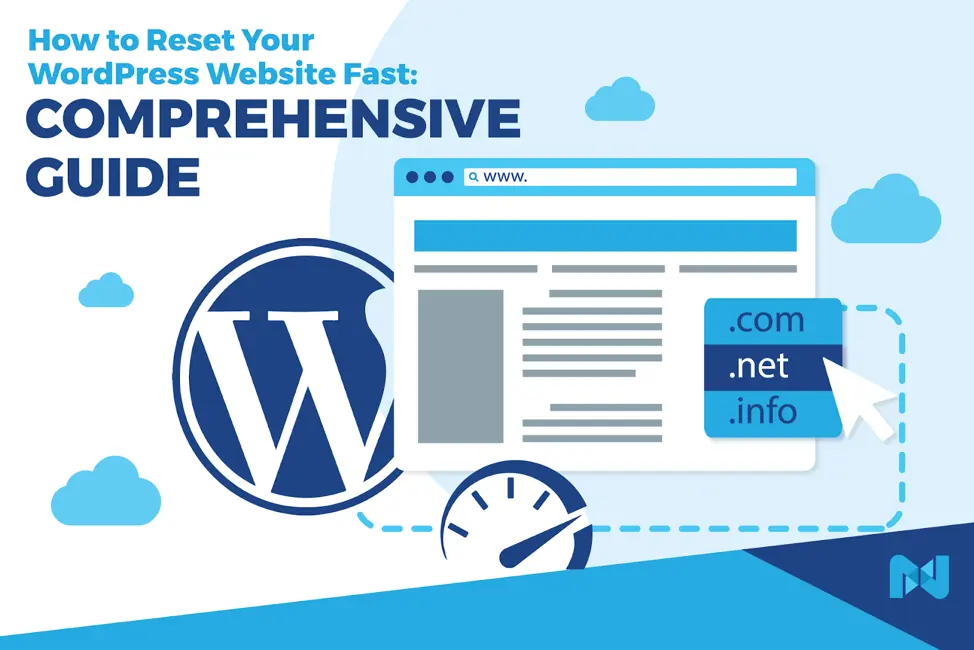 How to Reset Your
WordPress Website Fast:
COMPREHENSIVE
GUIDE
www.
.com
.net
.info